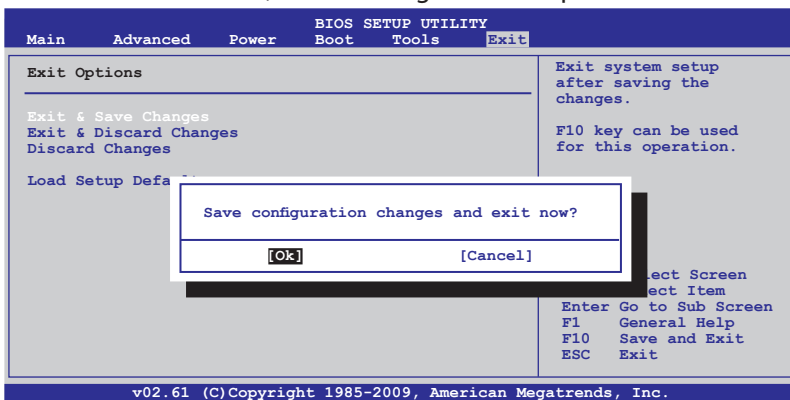 BIOS SETUP UTILITY
Main Advanced Power Boot Tools Exit
Exit Options
Exit & Save Changes
Exit & Discard Changes
Discard Changes
Load Setup
Exit system setup
after saving the
changes.
F10 key can be used
for this operation.
Save configuration changes and exit now?
[Ok] [Cancel]
Screen
Item
Enter Go to Sub Screen
F1 General Help
F10 Save and Exit
ESC Exit
v02.61 (C)Copyright 1985-2009, American Megatrends, Inc.